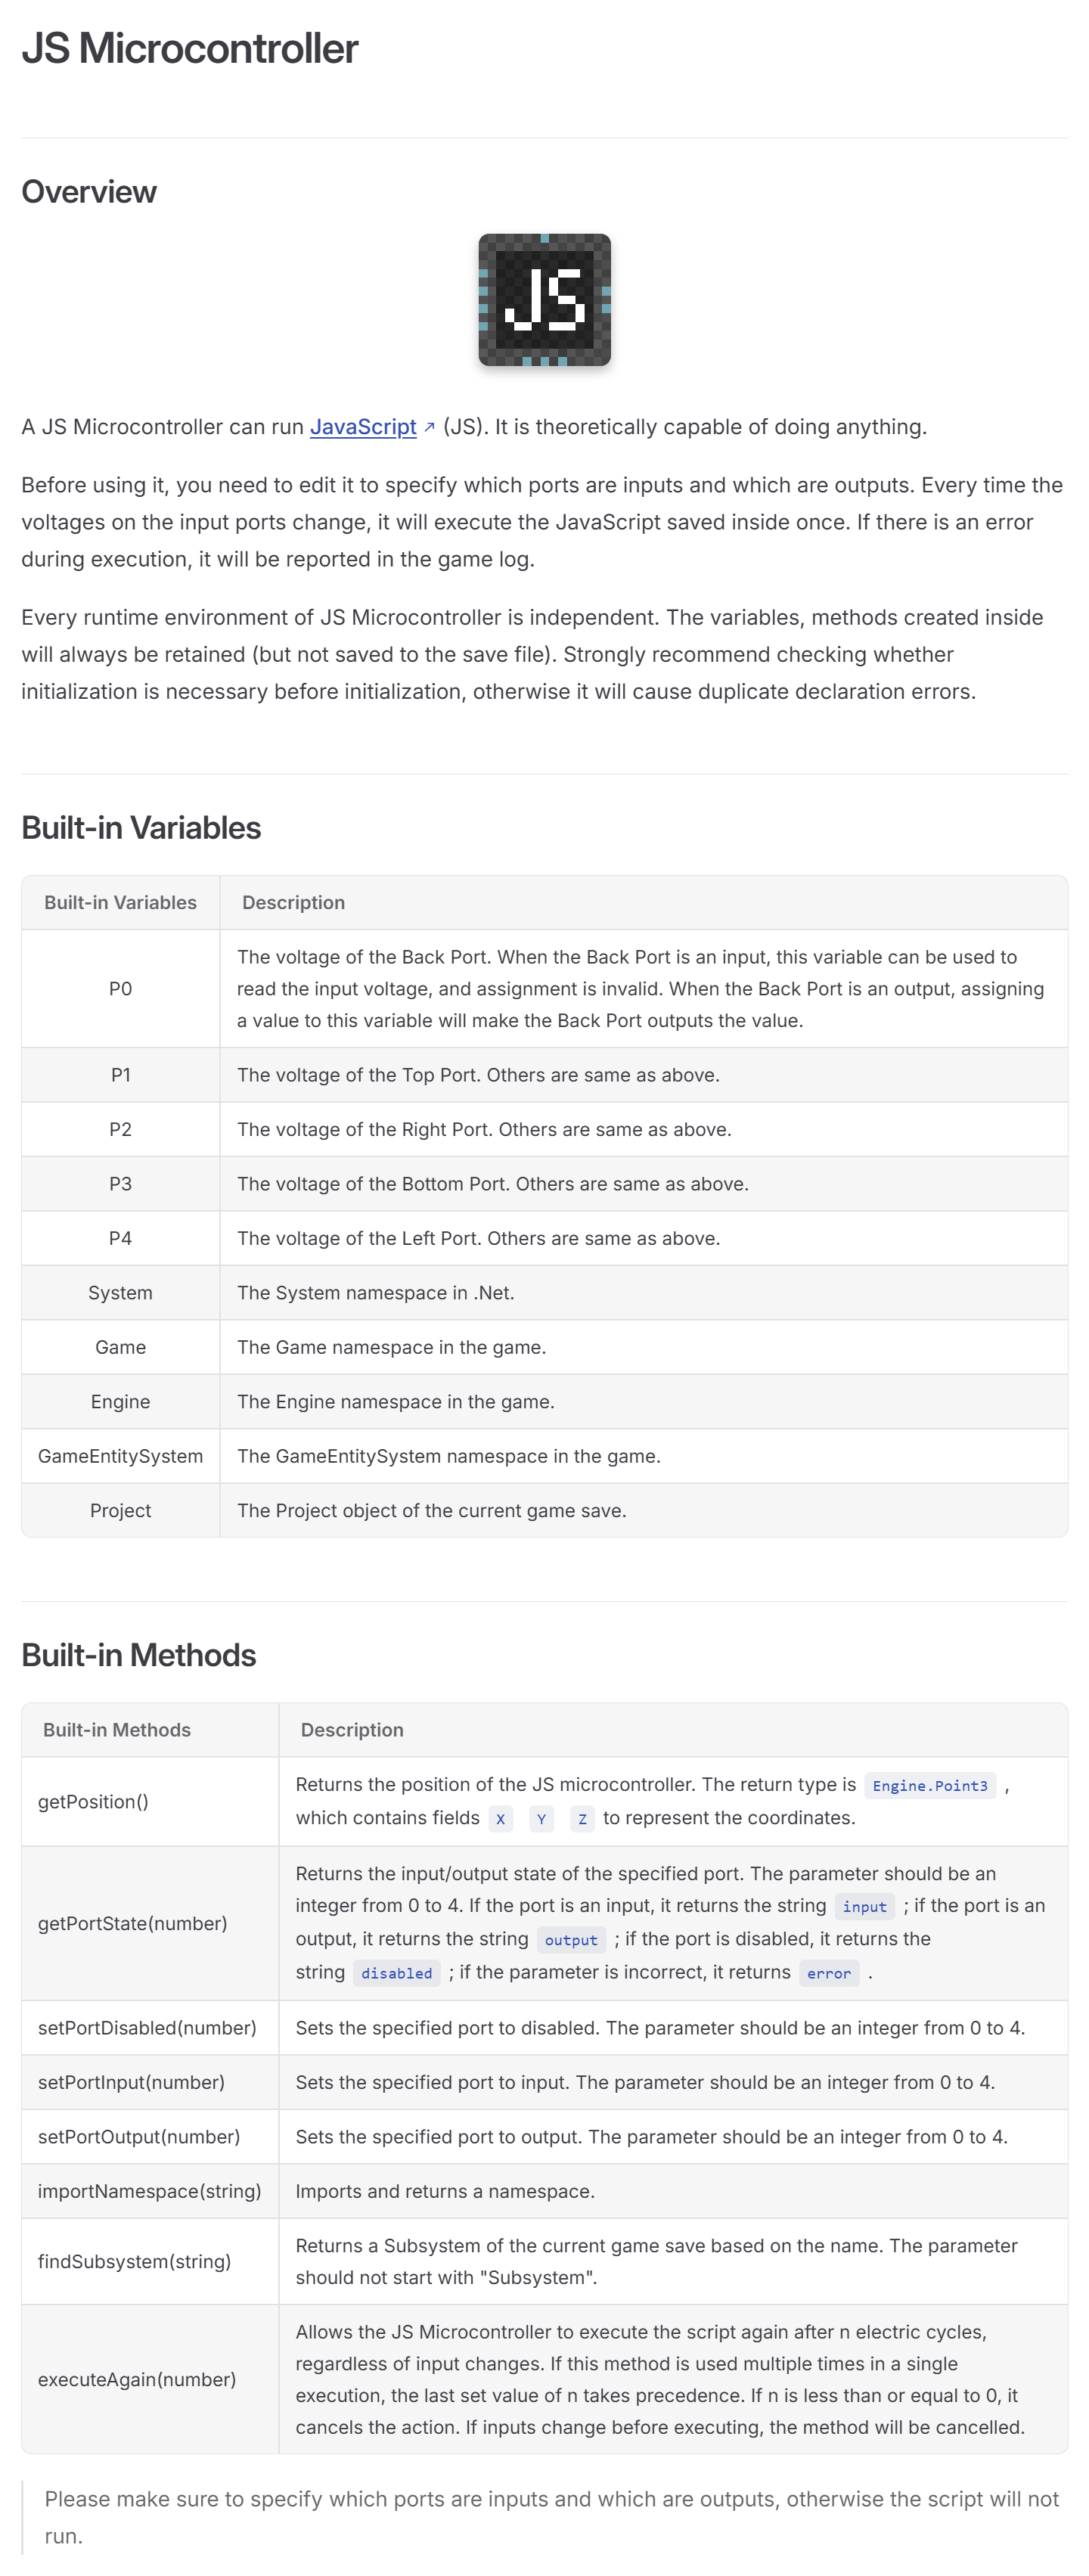 JS Microcontroller
Overview
JS
A JS Microcontroller can run JavaScript ↗ (JS). It is theoretically capable of doing anything.
Before using it, you need to edit it to specify which ports are inputs and which are outputs. Every time the
voltages on the input ports change, it will execute the JavaScript saved inside once. If there is an error
during execution, it will be reported in the game log.
Every runtime environment of JS Microcontroller is independent. The variables, methods created inside
will always be retained (but not saved to the save file). Strongly recommend checking whether
initialization is necessary before initialization, otherwise it will cause duplicate declaration errors.
Built-in Variables
Built-in Variables Description
P0
The voltage of the Back Port. When the Back Port is an input, this variable can be used to
read the input voltage, and assignment is invalid. When the Back Port is an output, assigning
a value to this variable will make the Back Port outputs the value.
P1 The voltage of the Top Port. Others are same as above.
P2 The voltage of the Right Port. Others are same as above.
P3 The voltage of the Bottom Port. Others are same as above.
P4 The voltage of the Left Port. Others are same as above.
System The System namespace in .Net.
Game The Game namespace in the game.
Engine The Engine namespace in the game.
GameEntitySystem The GameEntitySystem namespace in the game.
Project The Project object of the current game save.
Built-in Methods
Built-in Methods Description
getPosition()
Returns the position of the JS microcontroller. The return type is Engine.Point3 ,
which contains fields X Y Z to represent the coordinates.
getPortState(number)
Returns the input/output state of the specified port. The parameter should be an
integer from 0 to 4. If the port is an input, it returns the string input ; if the port is an
output, it returns the string output ; if the port is disabled, it returns the
string disabled ; if the parameter is incorrect, it returns error .
setPortDisabled(number) Sets the specified port to disabled. The parameter should be an integer from 0 to 4.
setPortInput(number) Sets the specified port to input. The parameter should be an integer from 0 to 4.
setPortOutput(number) Sets the specified port to output. The parameter should be an integer from 0 to 4.
importNamespace(string) Imports and returns a namespace.
findSubsystem(string)
Returns a Subsystem of the current game save based on the name. The parameter
should not start with "Subsystem".
executeAgain(number)
Allows the JS Microcontroller to execute the script again after n electric cycles,
regardless of input changes. If this method is used multiple times in a single
execution, the last set value of n takes precedence. If n is less than or equal to 0, it
cancels the action. If inputs change before executing, the method will be cancelled.
Please make sure to specify which ports are inputs and which are outputs, otherwise the script will not
run.